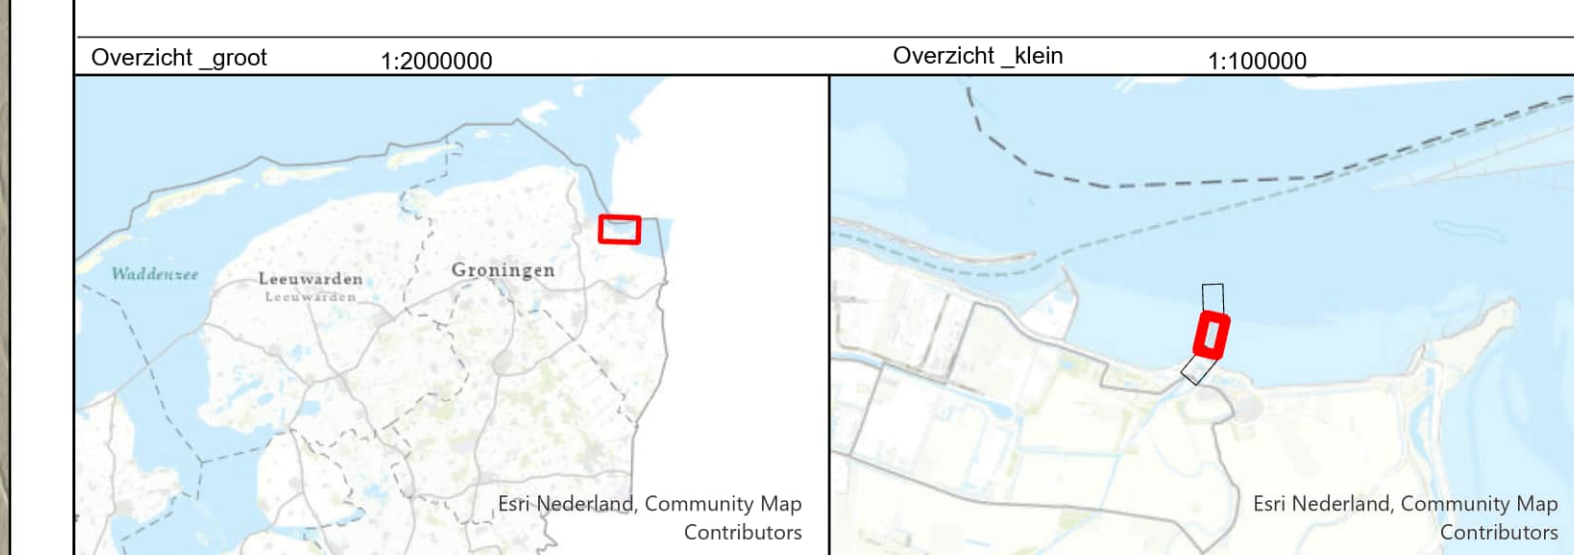 Overzicht _groot 1:2000000
Overzicht _klein 1:100000
Waddenzee
Leeuwarden
Leeuwarden
Groningen
Esri Nederland, Community Map
Contributors
Esri Nederland, Community Map
Contributors